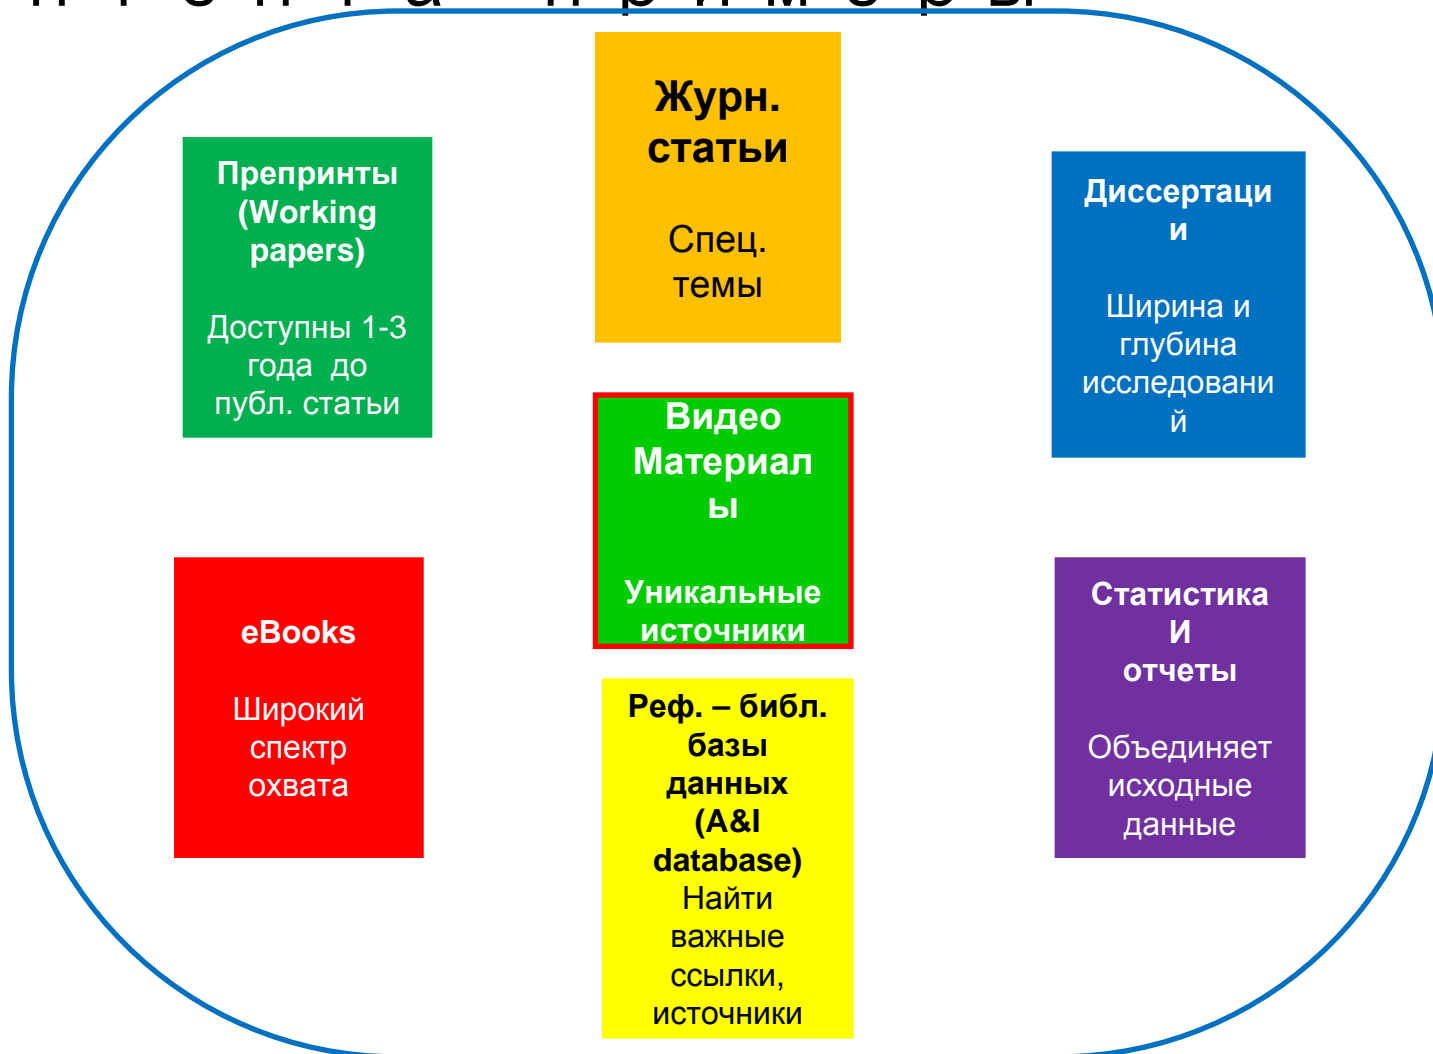 Журн.
статьи
Спец.
темы
Препринты
(Working
papers)
Доступны 1-3
года до
публ. статьи
Диссертаци
и
Ширина и
глубина
исследовани
й
Видео
Материал
ы
Уникальные
источники
eBooks
Широкий
спектр
охвата
Статистика
И
отчеты
Объединяет
исходные
данные
Реф. – библ.
базы
данных
(A&I
database)
Найти
важные
ссылки,
источники